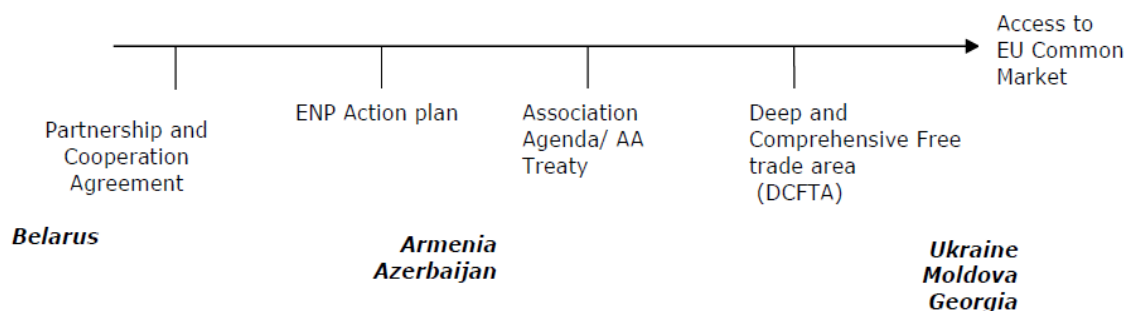 Access to
EU Common
Market
Partnership and
Cooperation
Agreement
ENP Action plan
Association
Agenda/ AA
Treaty
Deep and
Comprehensive Free
trade area
(DCFTA)
Belarus
Armenia
Azerbaijan
Ukraine
Moldova
Georgia